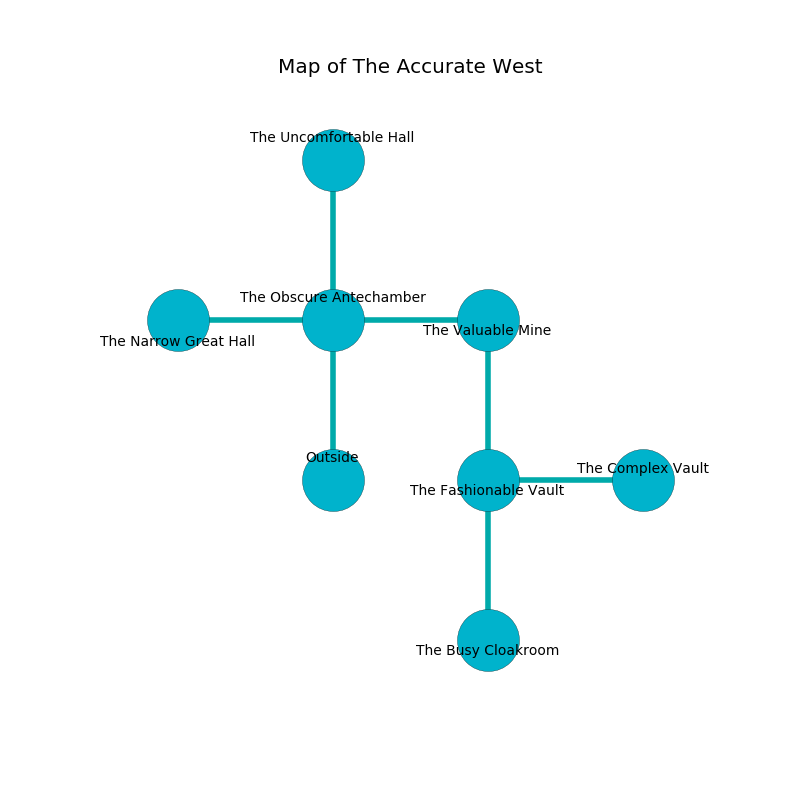 Map of The Accurate West
The Uncomfortable Hall
The Obscure Antechamber
The Valuable Mine
The Narrow Great Hall
Outside
The Complex Vault
The Fashionable Vault
The Busy Cloakroom